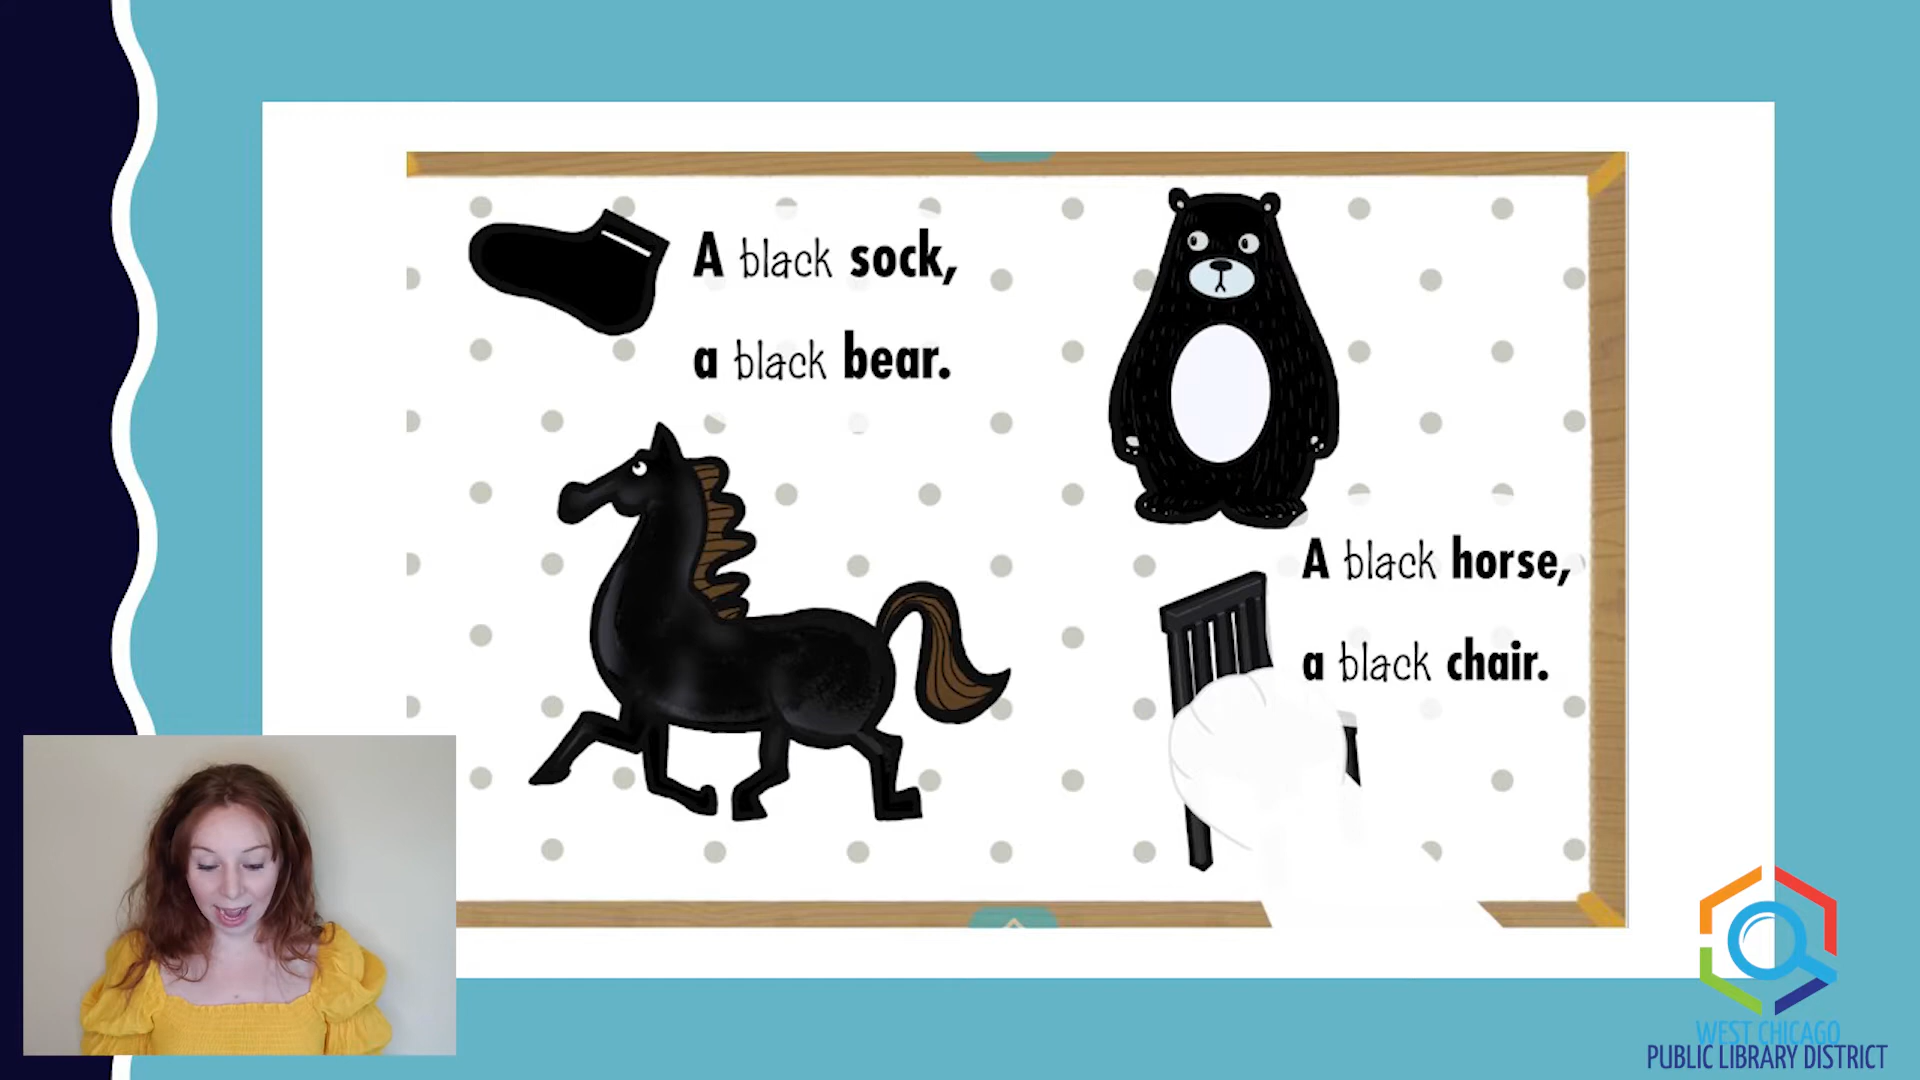 A black sock,
a black bear.
A black horse,
a black chair.
WEST CHICAGO
PUBLIC LIBRARY DISTRICT